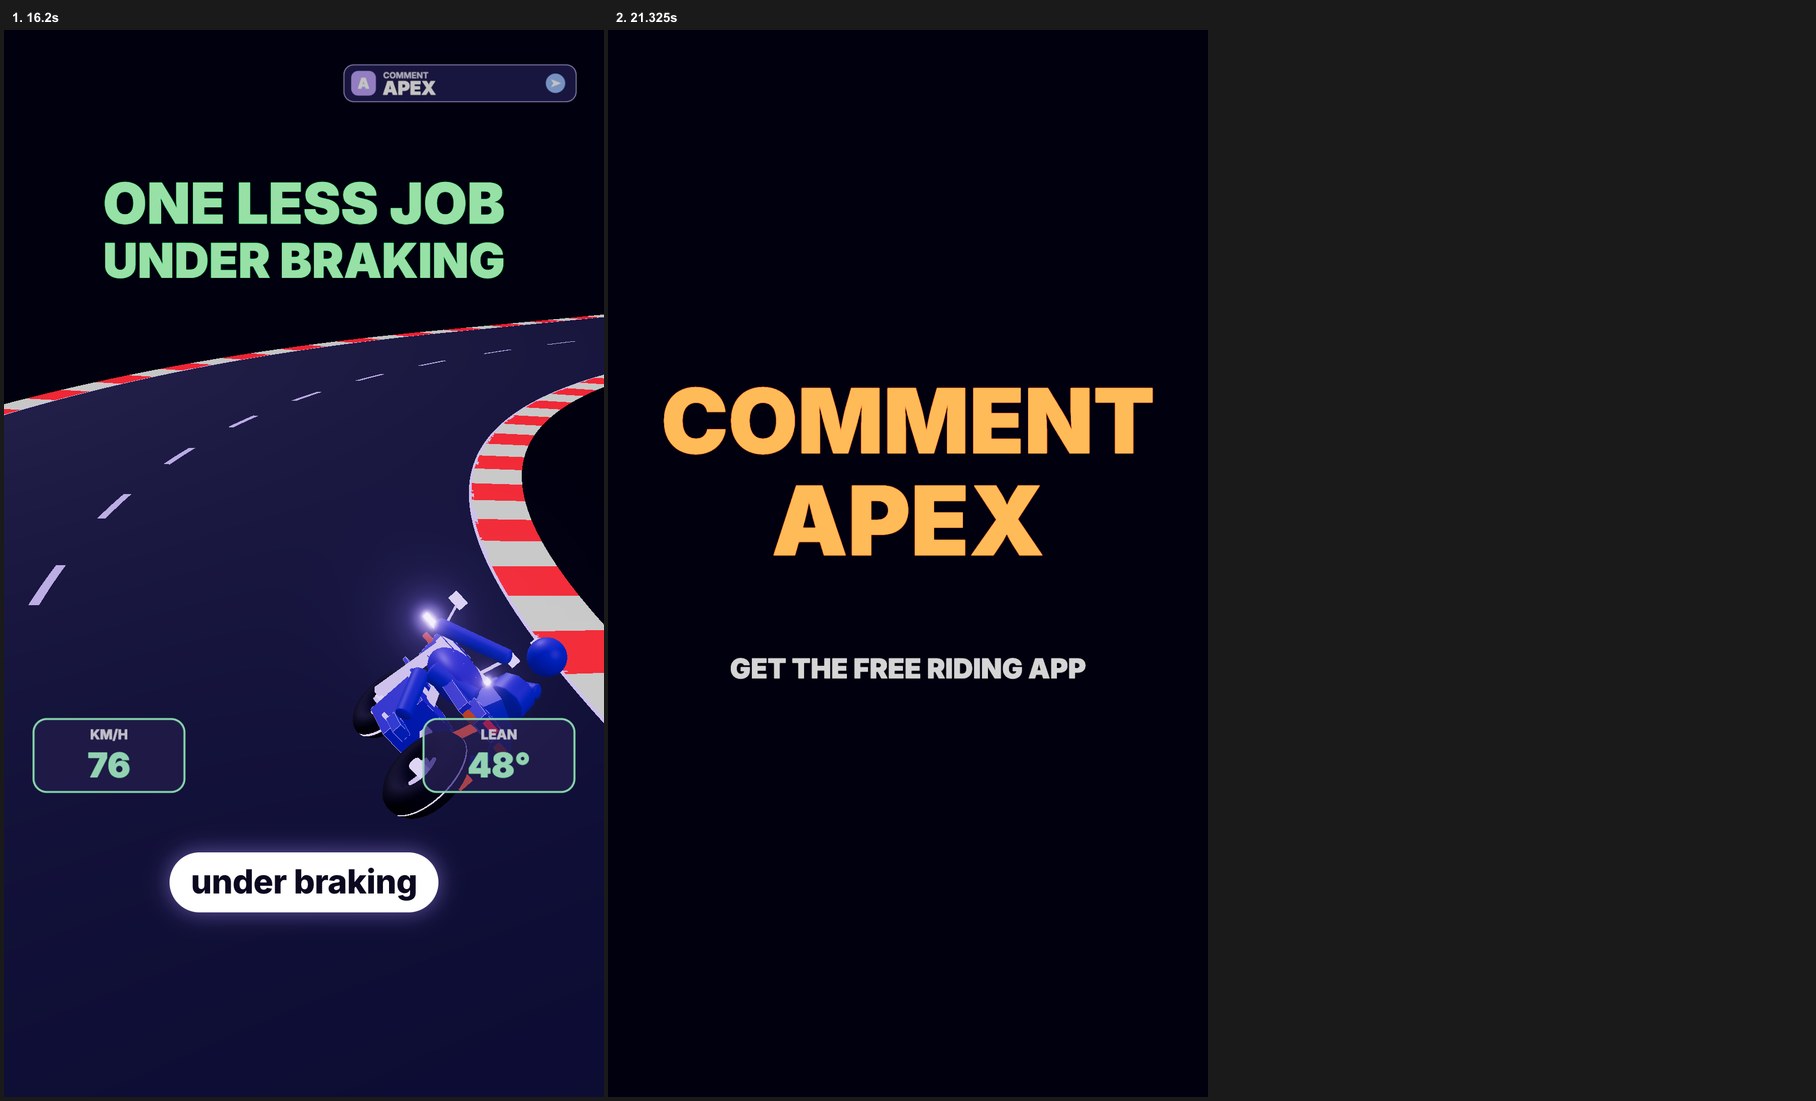 1. 16.2s
2. 21.325s
A
COMMENT
APEX
ONE LESS JOB
UNDER BRAKING
KM/H
76
LEAN
48°
under braking
COMMENT
APEX
GET THE FREE RIDING APP